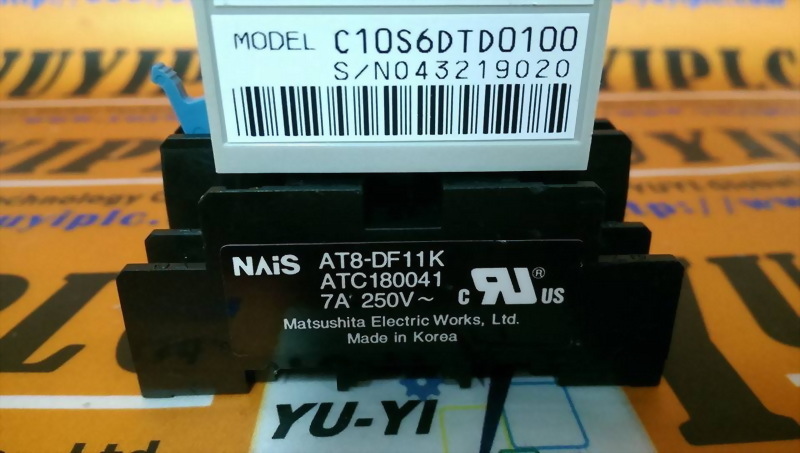 MODEL C10S6DTD0100
S/N043219020
NAiS AT8-DF11K
ATC180041
7A 250V~
C RU ® US
Matsushita Electric Works, Ltd.
Made in Korea
YU-YI